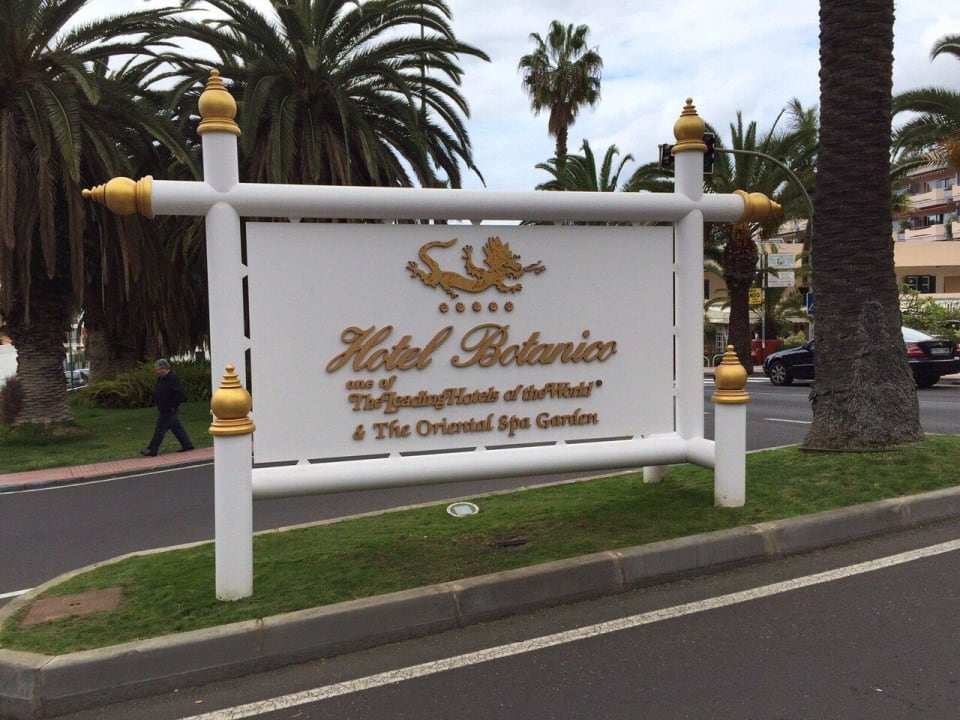 Hotel Botanico
one of
The Leading Hotels of the World®
& The Oriental Spa Garden